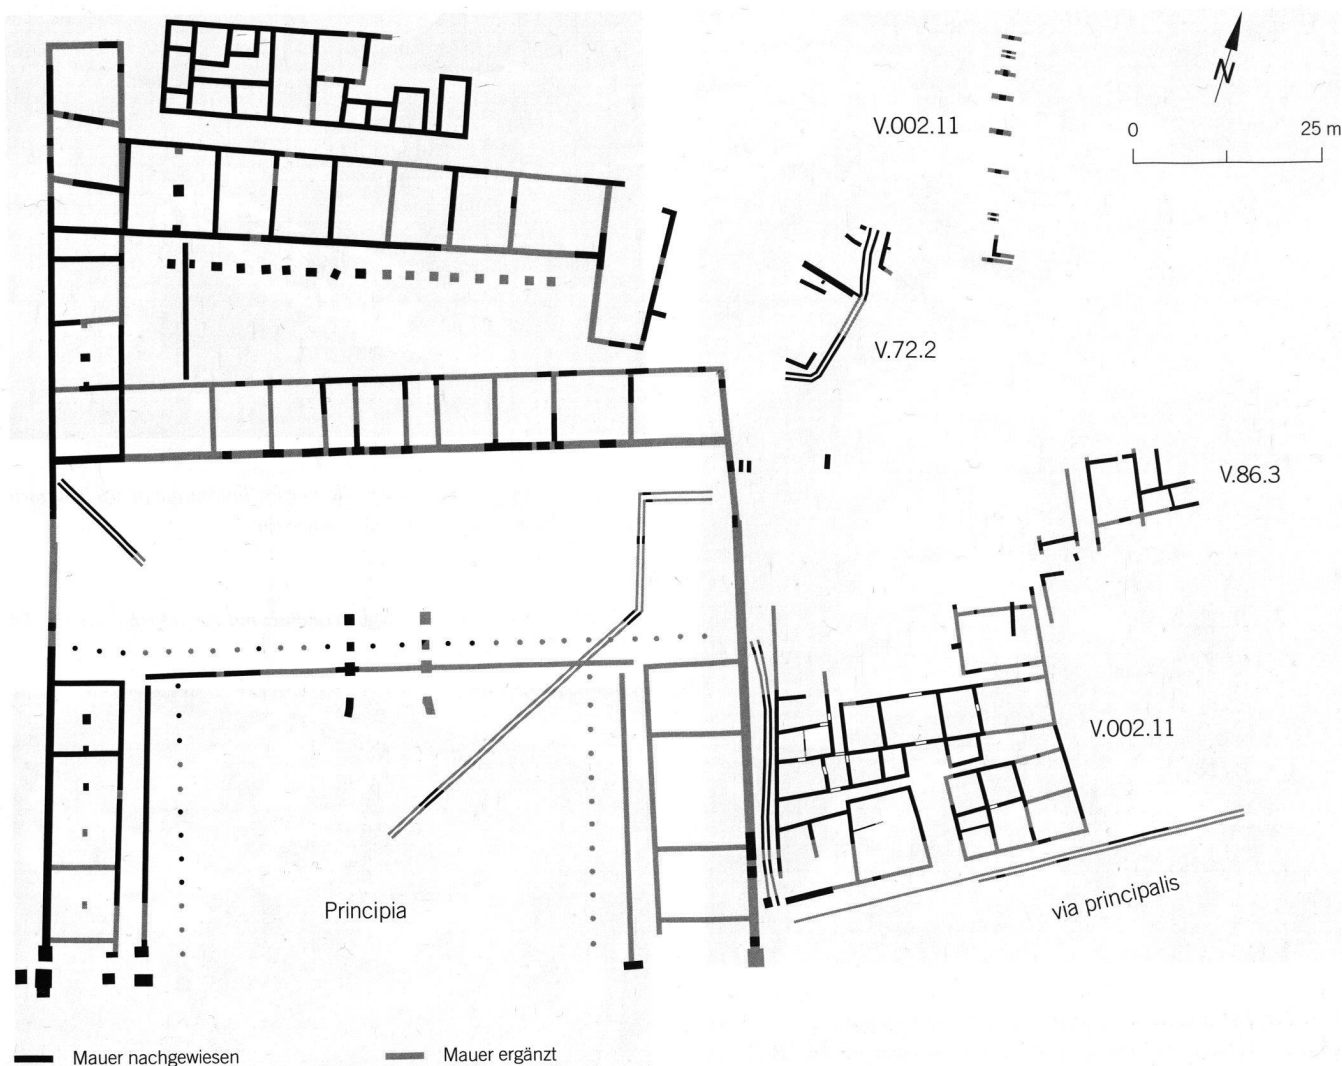 N
0 25 m
V.002.11
V.72.2
V.86.3
V.002.11
via principalis
Principia
Mauer nachgewiesen
Mauer ergänzt